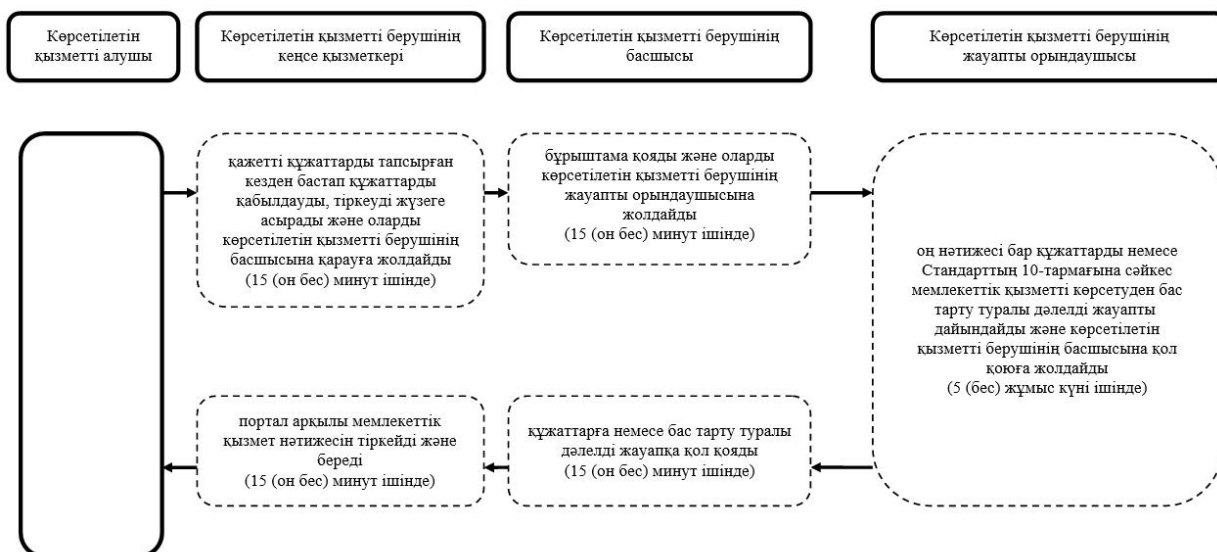 Көрсетілетін
қызметті алушы
Көрсетілетін қызметті берушінің
кеңсе қызметкері
Көрсетілетін қызметті берушінің
басшысы
Көрсетілетін қызметті берушінің
жауапты орындаушысы
қажетті құжаттарды тапсырған
кезден бастап құжаттарды
қабылдауды, тіркеуді жүзеге
асырады және оларды
көрсетілетін қызметті берушінің
басшысына қарауға жолдайды
(15 (он бес) минут ішінде)
бұрыштама қояды және оларды
көрсетілетін қызметті берушінің
жауапты орындаушысына
жолдайды
(15 (он бес) минут ішінде)
оң нәтижесі бар құжаттарды немесе
Стандарттың 10-тармағына сәйкес
мемлекеттік қызметті көрсетуден бас
тарту туралы дәлелді жауапты
дайындайды және көрсетілетін
қызметті берушінің басшысына қол
қоюға жолдайды
(5 (бес) жұмыс күні ішінде)
құжаттарға немесе бас тарту туралы
дәлелді жауапқа қол қояды
(15 (он бес) минут ішінде)
портал арқылы мемлекеттік
қызмет нәтижесін тіркейді және
береді
(15 (он бес) минут ішінде)